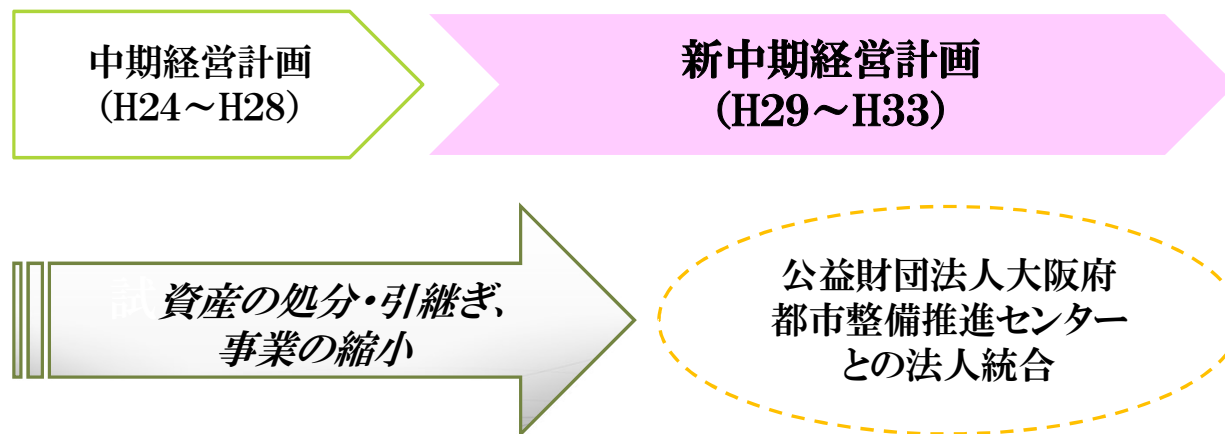 中期経営計画
(H24～H28)
新中期経営計画
(H29～H33)
試
資産の処分・引継ぎ、
事業の縮小
公益財団法人大阪府
都市整備推進センター
との法人統合